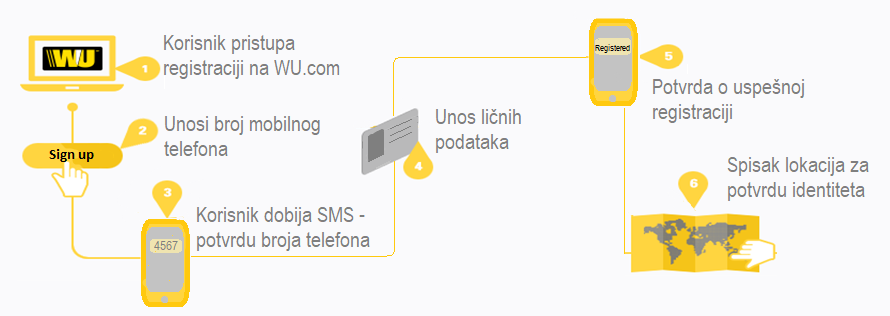 WU
1
Korisnik pristupa
registraciji na WU.com
2
Unosi broj mobilnog
telefona
Sign up
3
4567
Korisnik dobija SMS -
potvrdu broja telefona
4
Unos ličnih
podataka
Registered
5
Potvrda o uspešnoj
registraciji
6
Spisak lokacija za
potvrdu identiteta